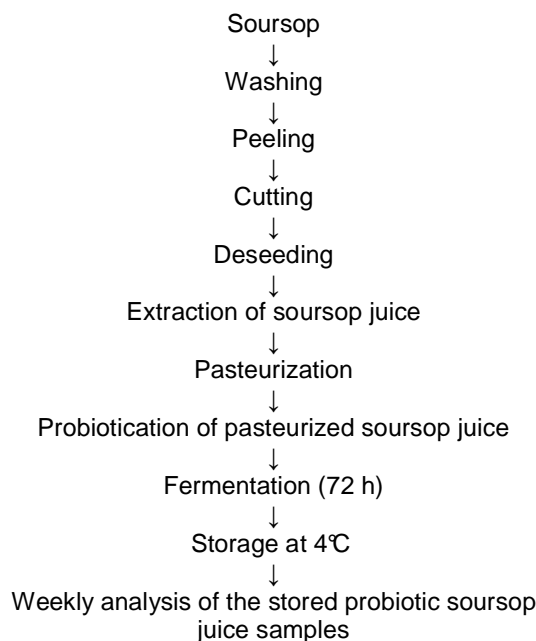 Soursop
↓
Washing
↓
Peeling
↓
Cutting
↓
Deseeding
↓
Extraction of soursop juice
↓
Pasteurization
↓
Probiotication of pasteurized soursop juice
↓
Fermentation (72 h)
↓
Storage at 4℃
↓
Weekly analysis of the stored probiotic soursop
juice samples